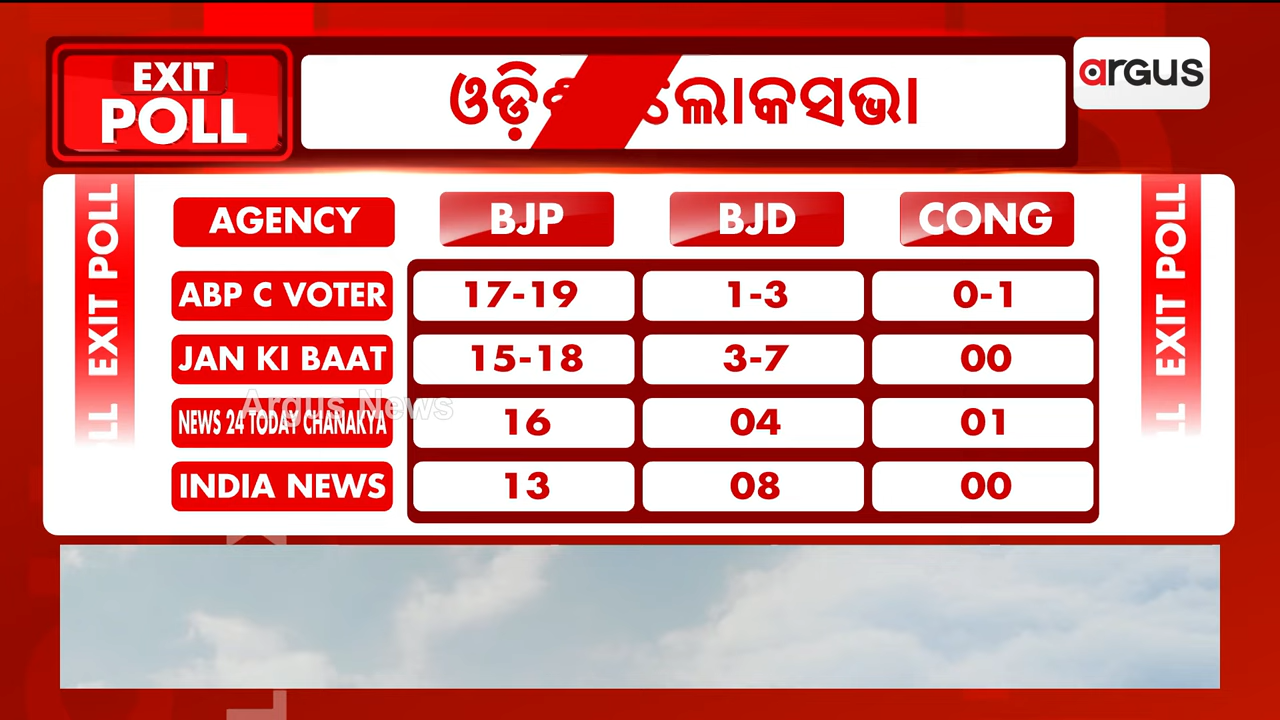 EXIT
POLL
ଲୋକସଭା
argus
AGENCY BJP BJD CONG
ABP C VOTER 17-19 1-3 0-1
JAN KI BAAT 15-18 3-7 00
NEWS 24 TODAY CHANAKYA 16 04 01
INDIA NEWS 13 08 00
EXIT POLL
EXIT POLL
Argus News